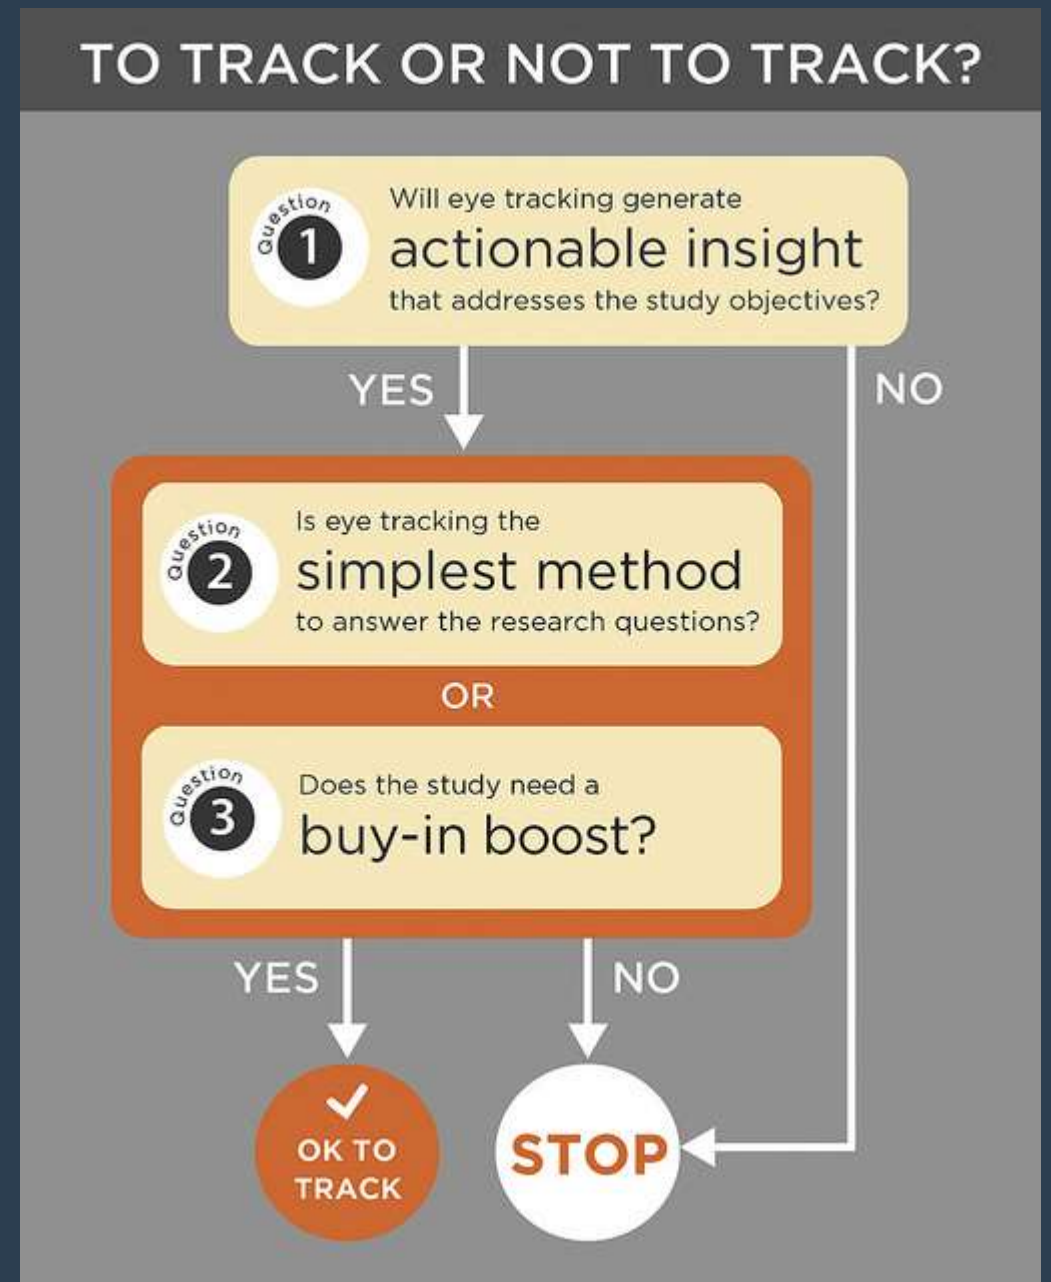 TO TRACK OR NOT TO TRACK?
Question
1
Will eye tracking generate
actionable insight
that addresses the study objectives?
YES
NO
Question
2
Is eye tracking the
simplest method
to answer the research questions?
OR
Question
3
Does the study need a
buy-in boost?
YES
NO
OK TO
TRACK
STOP